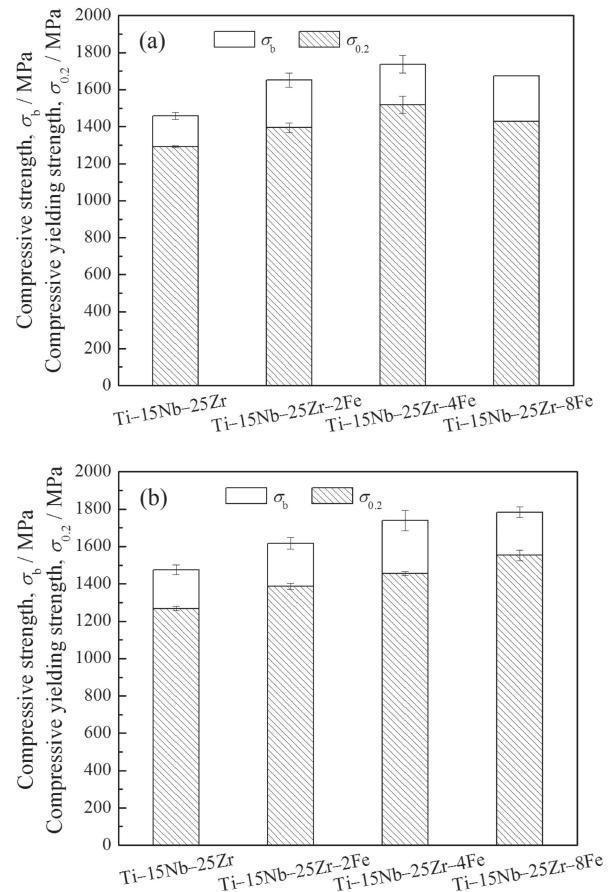 (a)
σb
σ0.2
Compressive strength, σb / MPa
Compressive yielding strength, σ0.2 / MPa
2000
1800
1600
1400
1200
1000
800
600
400
200
0
Ti–15Nb–25Zr
Ti–15Nb–25Zr–2Fe
Ti–15Nb–25Zr–4Fe
Ti–15Nb–25Zr–8Fe
(b)
σb
σ0.2
Compressive strength, σb / MPa
Compressive yielding strength, σ0.2 / MPa
2000
1800
1600
1400
1200
1000
800
600
400
200
0
Ti–15Nb–25Zr
Ti–15Nb–25Zr–2Fe
Ti–15Nb–25Zr–4Fe
Ti–15Nb–25Zr–8Fe